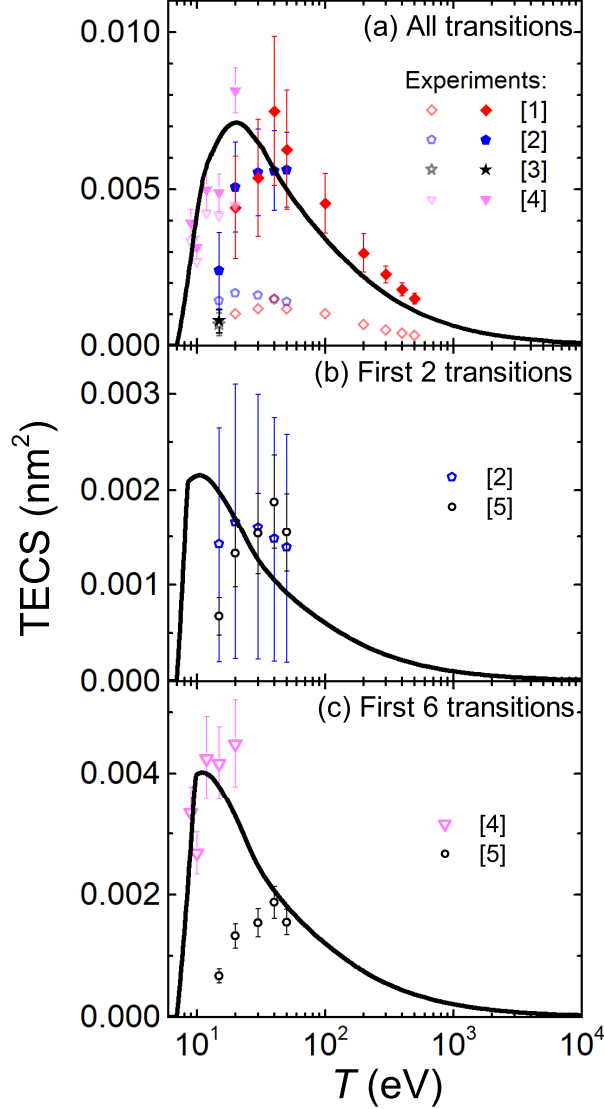 (a) All transitions
Experiments:
[1]
[2]
[3]
[4]
0.010
0.005
0.000
(b) First 2 transitions
[2]
[5]
0.003
0.002
0.001
0.000
TECS (nm²)
(c) First 6 transitions
[4]
[5]
0.004
0.002
0.000
10¹ 10² 10³ 10⁴
T (eV)